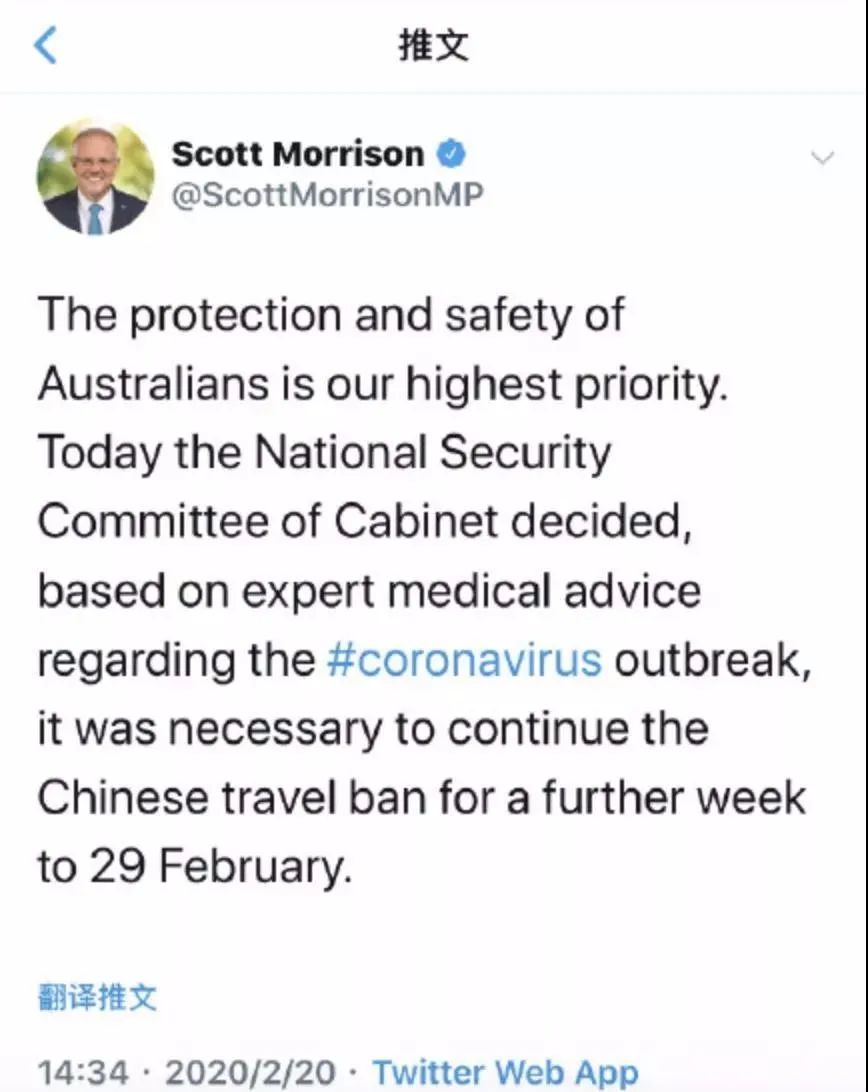 推文
Scott Morrison
@ScottMorrisonMP
The protection and safety of
Australians is our highest priority.
Today the National Security
Committee of Cabinet decided,
based on expert medical advice
regarding the #coronavirus outbreak,
it was necessary to continue the
Chinese travel ban for a further week
to 29 February.
翻译推文
14:34 · 2020/2/20 · Twitter Web App